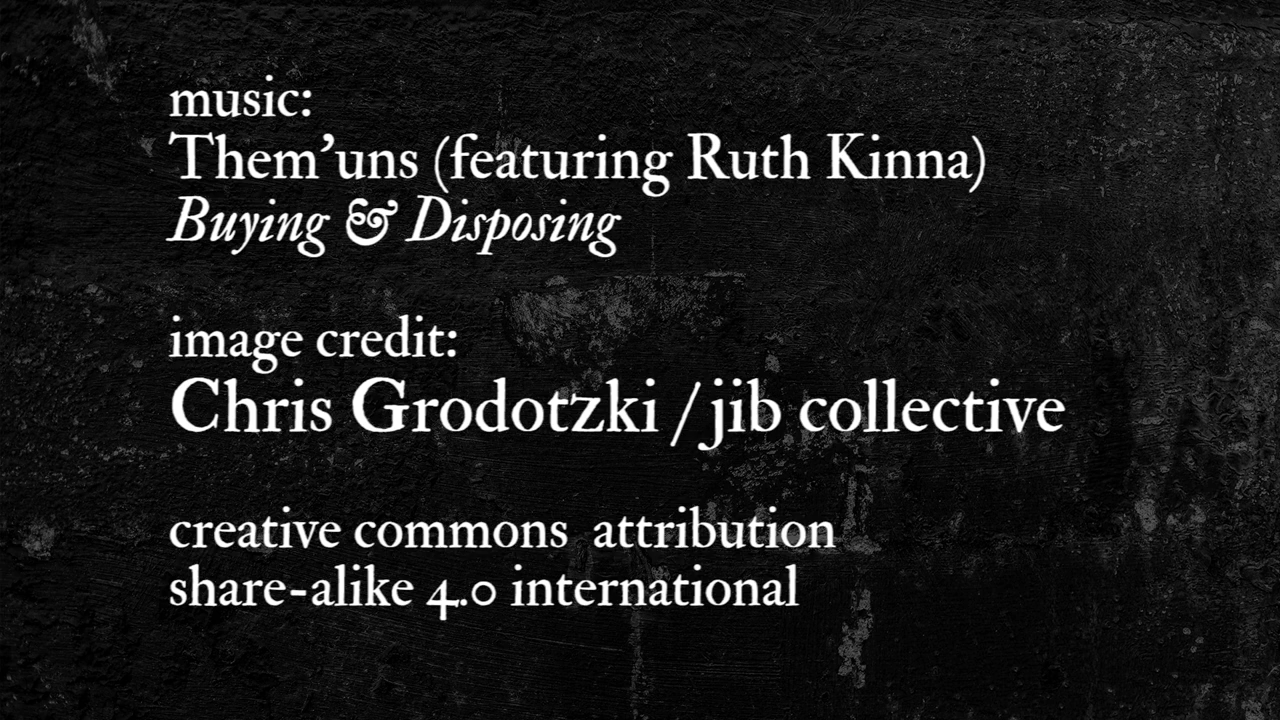 music:
Them’uns (featuring Ruth Kinna)
Buying & Disposing
image credit:
Chris Grodotzki / jib collective
creative commons  attribution
share-alike 4.0 international